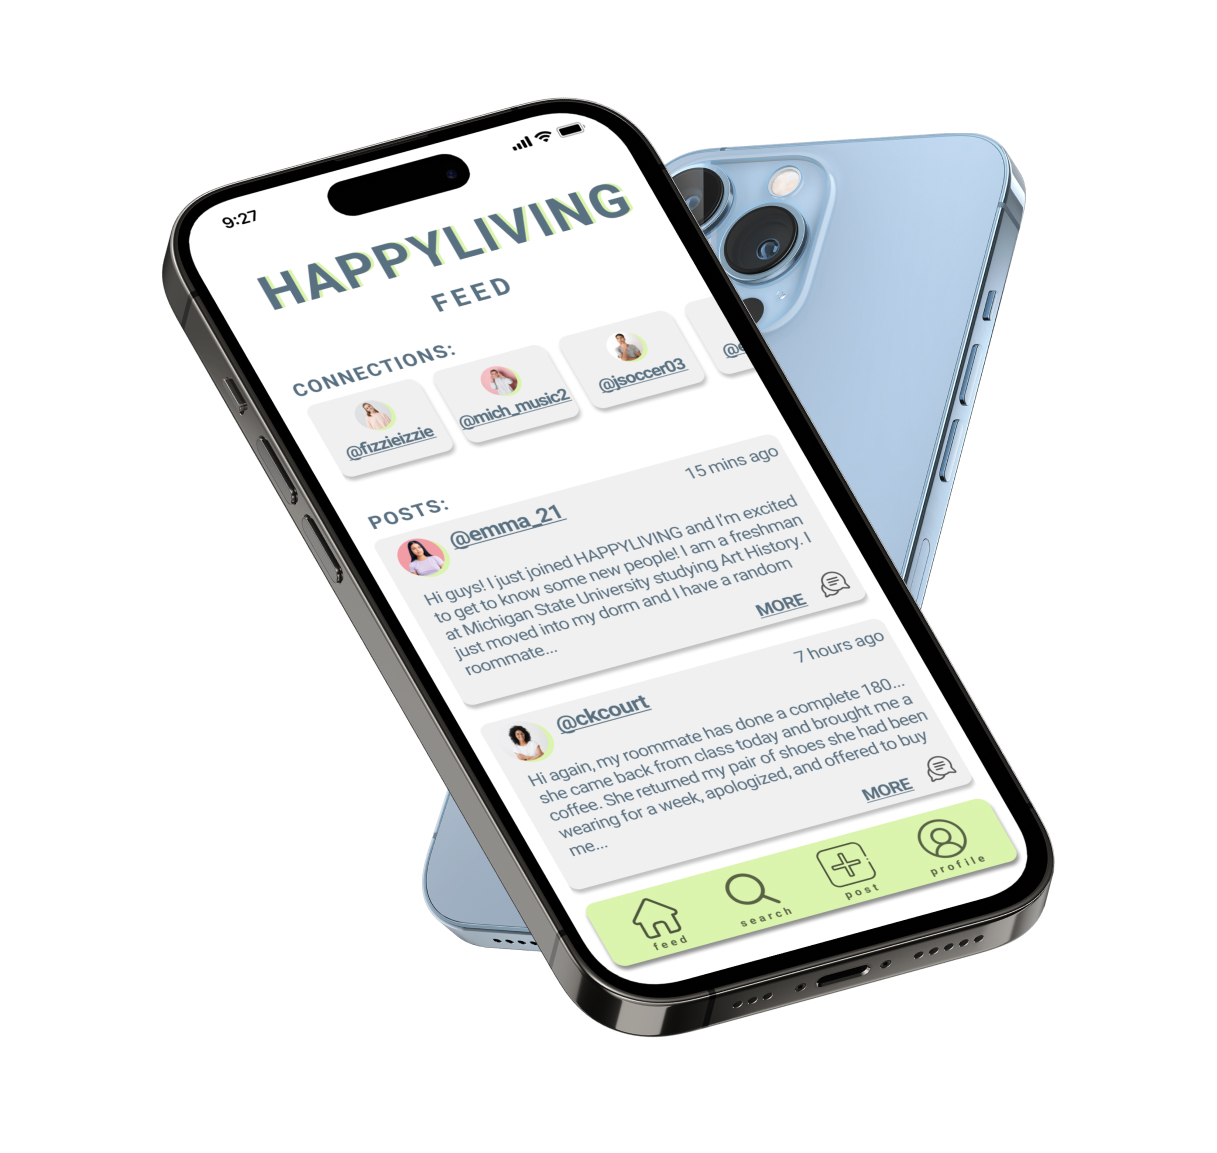 9:27
HAPPYLIVING
FEED
CONNECTIONS:
@fizzieizzie
@mich_music2
@jsoccer03
POSTS:
15 mins ago
@emma_21
Hi guys! I just joined HAPPYLIVING and I'm excited
to get to know some new people! I am a freshman
at Michigan State University studying Art History. I
just moved into my dorm and I have a random
roommate...
MORE
7 hours ago
@ckcourt
Hi again, my roommate has done a complete 180...
she came back from class today and brought me a
coffee. She returned my pair of shoes she had been
wearing for a week, apologized, and offered to buy
me...
MORE
feed
search
post
profile